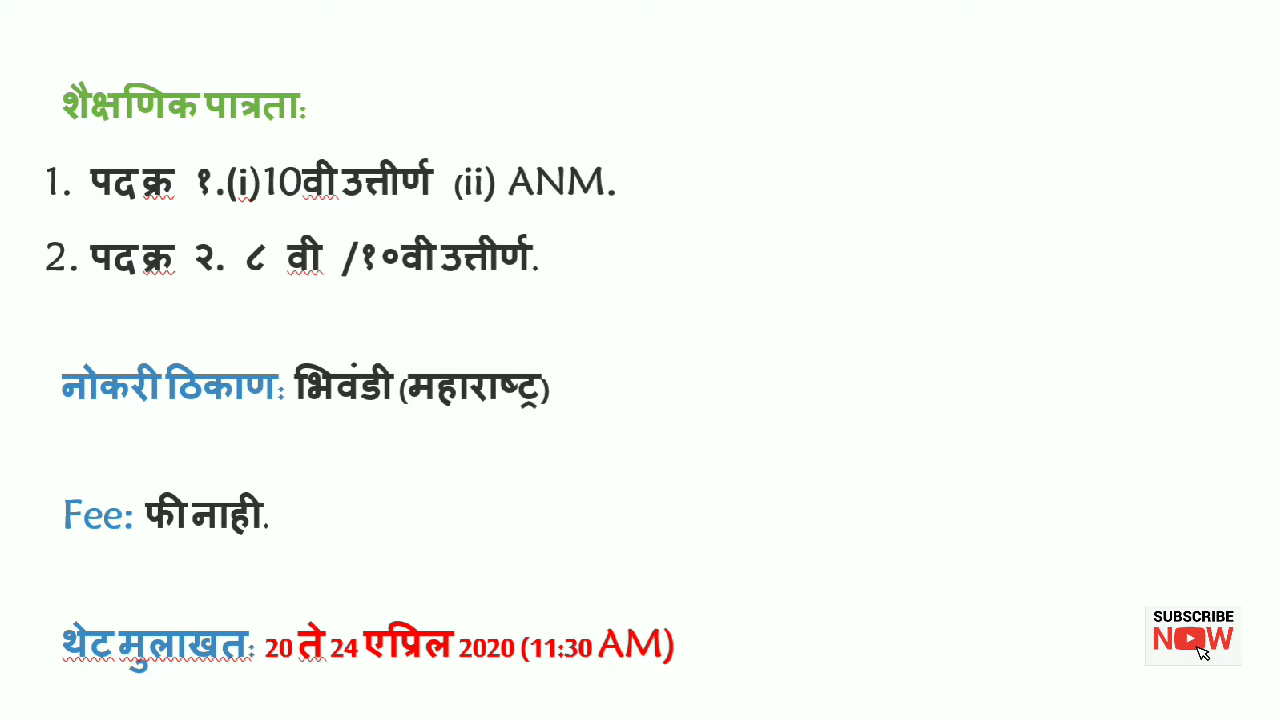 शैक्षणिक पात्रता:
1. पद क्र १.(i)10वी उत्तीर्ण (ii) ANM.
2. पद क्र २. ८ वी /१०वी उत्तीर्ण.
नोकरी ठिकाण: भिवंडी (महाराष्ट्र)
Fee: फी नाही.
थेट मुलाखत: 20 ते 24 एप्रिल 2020 (11:30 AM)
SUBSCRIBE
NOW